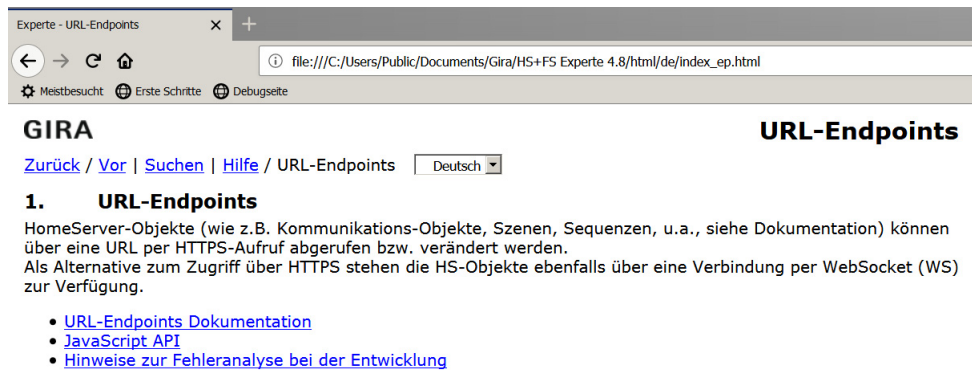 Experte - URL-Endpoints
file:///C:/Users/Public/Documents/Gira/HS+FS Experte 4.8/html/de/index_ep.html
Meistbesucht Erste Schritte Debugseite
GIRA URL-Endpoints
Zurück / Vor | Suchen | Hilfe / URL-Endpoints Deutsch
1. URL-Endpoints
HomeServer-Objekte (wie z.B. Kommunikations-Objekte, Szenen, Sequenzen, u.a., siehe Dokumentation) können
über eine URL per HTTPS-Aufruf abgerufen bzw. verändert werden.
Als Alternative zum Zugriff über HTTPS stehen die HS-Objekte ebenfalls über eine Verbindung per WebSocket (WS)
zur Verfügung.
• URL-Endpoints Dokumentation
• JavaScript API
• Hinweise zur Fehleranalyse bei der Entwicklung